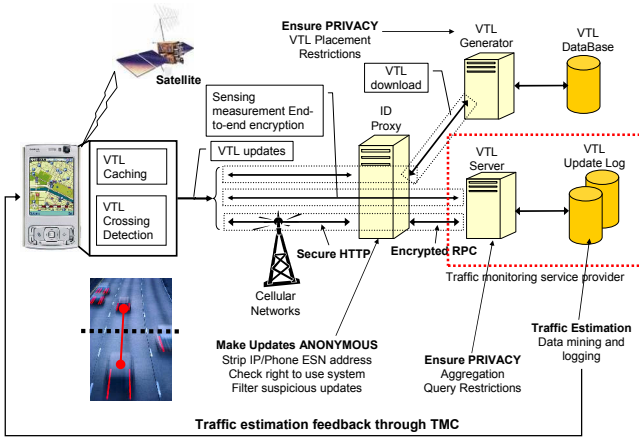 Ensure PRIVACY
VTL Placement
Restrictions
VTL
Generator
VTL
DataBase
Satellite
VTL
download
Sensing
measurement End-
to-end encryption
ID
Proxy
VTL updates
VTL
Caching
VTL
Crossing
Detection
VTL
Server
VTL
Update Log
Secure HTTP
Encrypted RPC
Cellular
Networks
Traffic monitoring service provider
Make Updates ANONYMOUS
Strip IP/Phone ESN address
Check right to use system
Filter suspicious updates
Ensure PRIVACY
Aggregation
Query Restrictions
Traffic Estimation
Data mining and
logging
Traffic estimation feedback through TMC